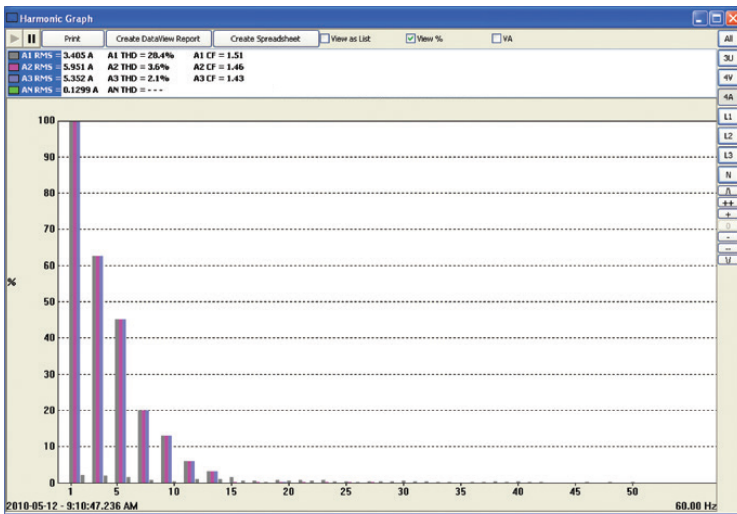 Harmonic Graph
Print Create DataView Report Create Spreadsheet View as List View % VA All
A1 RMS = 3.405 A A1 THD = 28.4% A1 CF = 1.51
A2 RMS = 5.951 A A2 THD = 3.6% A2 CF = 1.46
A3 RMS = 5.352 A A3 THD = 2.1% A3 CF = 1.43
AN RMS = 0.1299 A AN THD = - - -
3U
4V
4A
L1
L2
L3
N
/\
++
+
0
-
--
\/
100
90
80
70
60
50
40
30
20
10
0
%
1 5 10 15 20 25 30 35 40 45 50
2010-05-12 - 9:10:47.236 AM 60.00 Hz